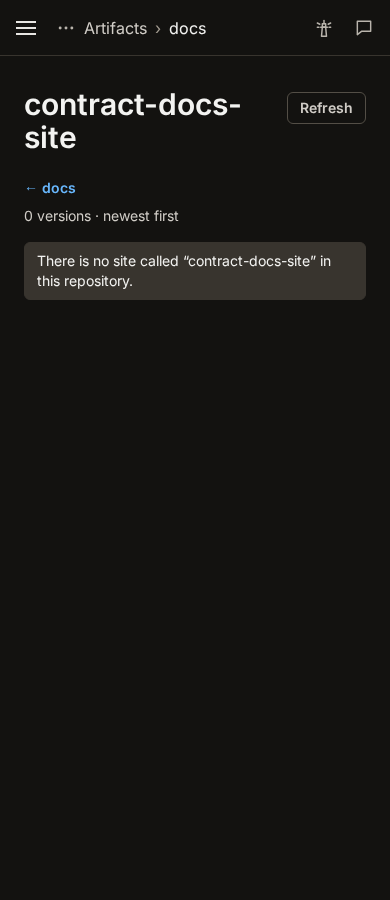 ··· Artifacts › docs
contract-docs-
site
Refresh
← docs
0 versions · newest first
There is no site called “contract-docs-site” in
this repository.